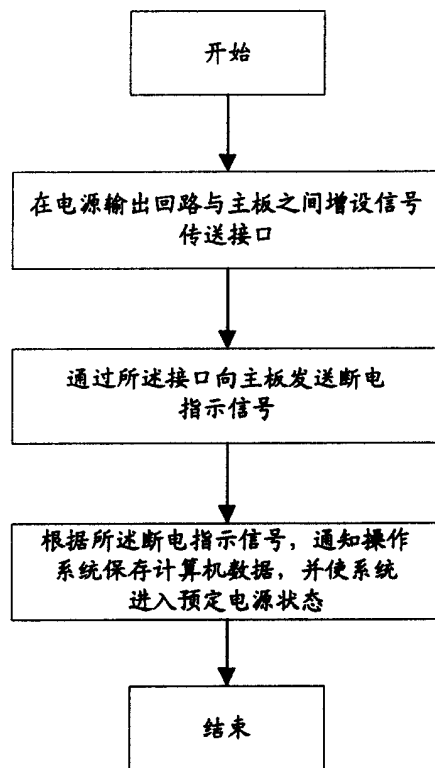 开始
在电源输出回路与主板之间增设信号
传送接口
通过所述接口向主板发送断电
指示信号
根据所述断电指示信号，通知操作
系统保存计算机数据，并使系统
进入预定电源状态
结束